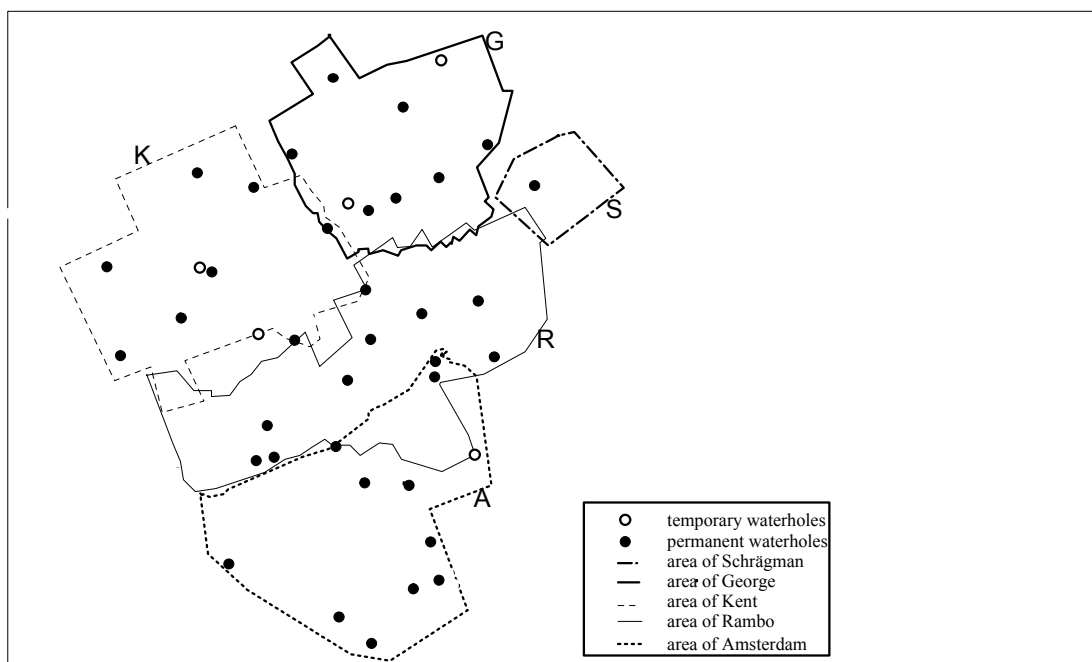 G
K
S
R
A
temporary waterholes
permanent waterholes
area of Schrägman
area of George
area of Kent
area of Rambo
area of Amsterdam